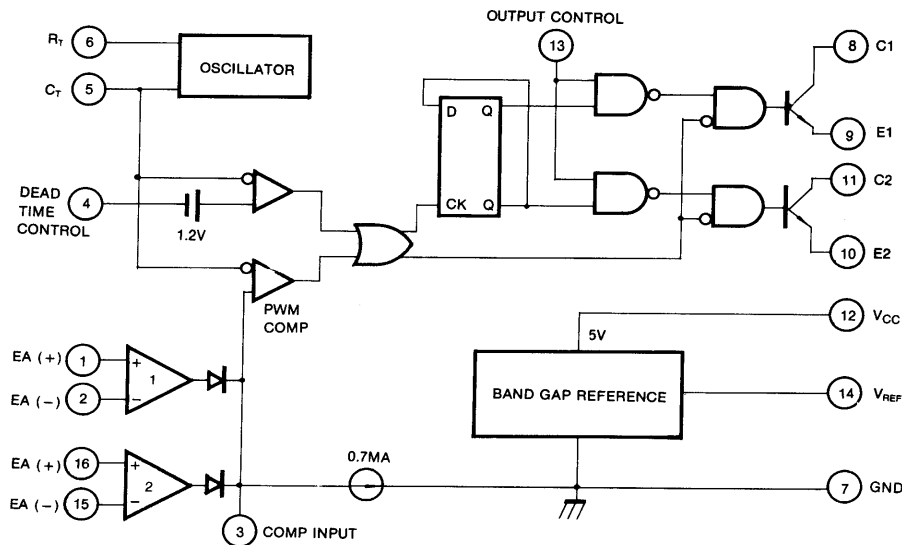 OUTPUT CONTROL
13
R_T 6
OSCILLATOR
C_T 5
8 C1
D Q
9 E1
DEAD TIME CONTROL
4
1.2V
CK Q
11 C2
10 E2
PWM COMP
12 V_CC
5V
EA (+) 1
+
1
EA (−) 2
−
BAND GAP REFERENCE
14 V_REF
EA (+) 16
+
2
EA (−) 15
−
0.7MA
7 GND
3 COMP INPUT